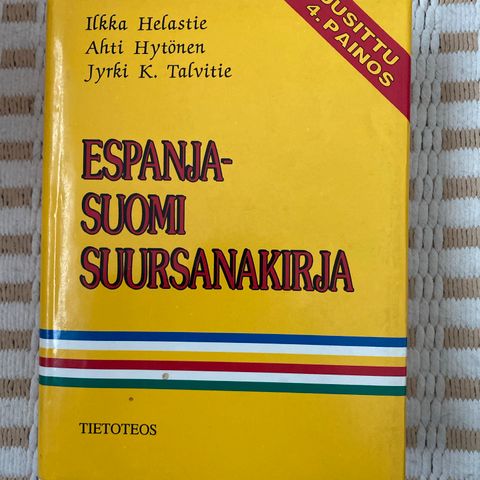 Ilkka Helastie
Ahti Hytönen
Jyrki K. Talvitie
UUSITTU
4. PAINOS
ESPANJA-
SUOMI
SUURSANAKIRJA
TIETOTEOS